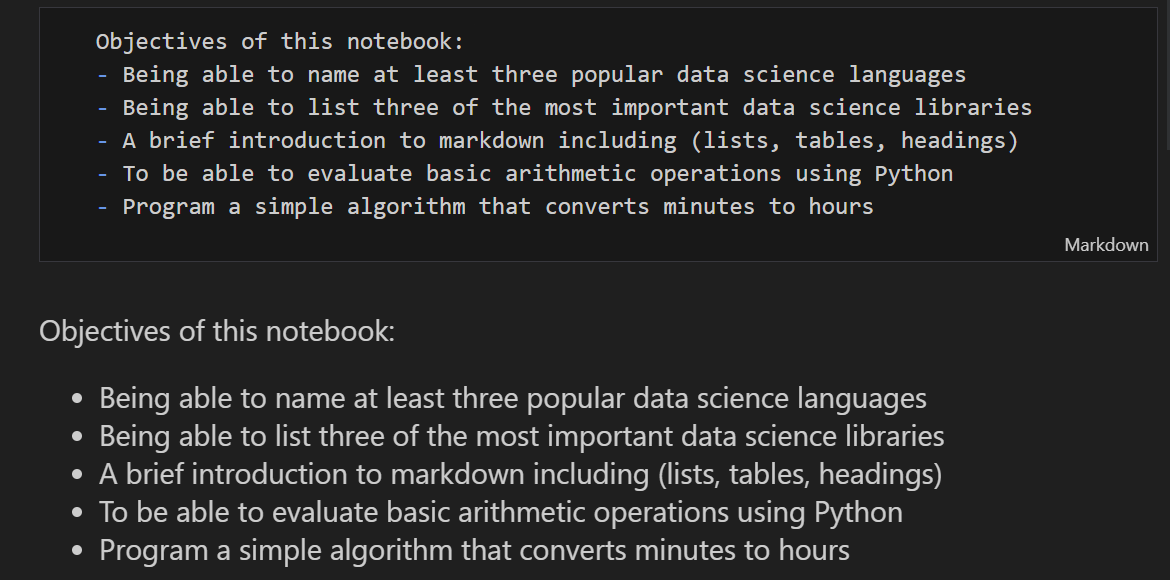 Objectives of this notebook:
- Being able to name at least three popular data science languages
- Being able to list three of the most important data science libraries
- A brief introduction to markdown including (lists, tables, headings)
- To be able to evaluate basic arithmetic operations using Python
- Program a simple algorithm that converts minutes to hours
Markdown
Objectives of this notebook:
• Being able to name at least three popular data science languages
• Being able to list three of the most important data science libraries
• A brief introduction to markdown including (lists, tables, headings)
• To be able to evaluate basic arithmetic operations using Python
• Program a simple algorithm that converts minutes to hours